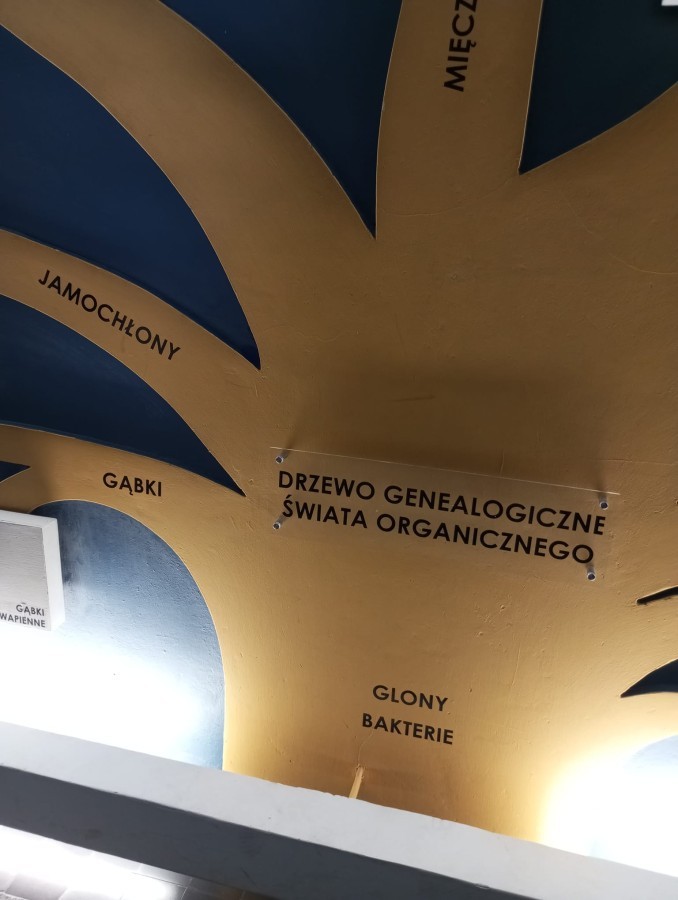 MIĘCZ
JAMOCHŁONY
GĄBKI
DRZEWO GENEALOGICZNE
ŚWIATA ORGANICZNEGO
GĄBKI
WAPIENNE
GLONY
BAKTERIE